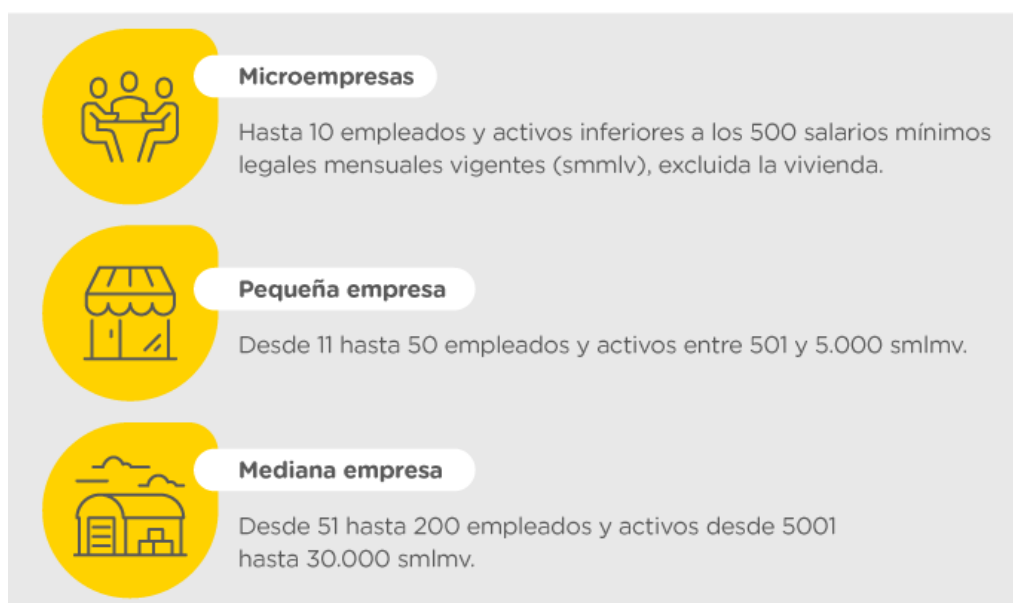 Microempresas
Hasta 10 empleados y activos inferiores a los 500 salarios mínimos
legales mensuales vigentes (smmlv), excluida la vivienda.
Pequeña empresa
Desde 11 hasta 50 empleados y activos entre 501 y 5.000 smlmv.
Mediana empresa
Desde 51 hasta 200 empleados y activos desde 5001
hasta 30.000 smlmv.